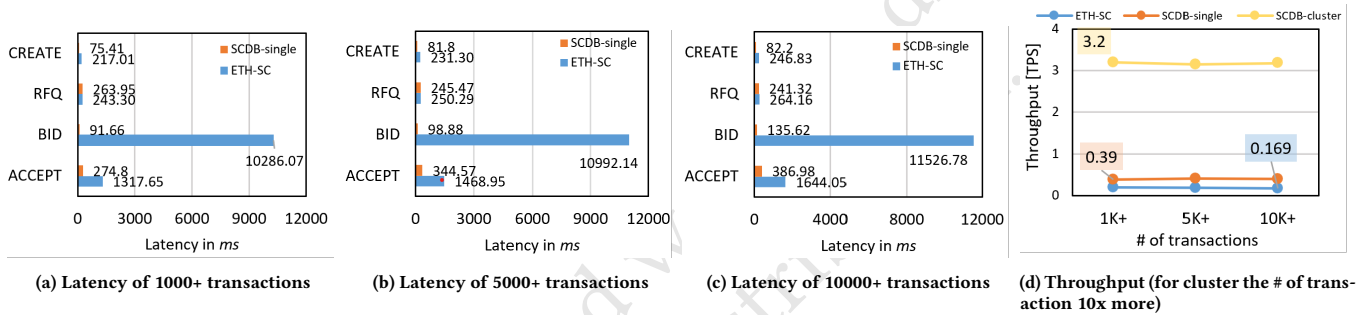 CREATE
75.41
217.01
SCDB-single
ETH-SC
RFQ
263.95
243.30
BID
91.66
10286.07
ACCEPT
274.8
1317.65
0 3000 6000 9000 12000
Latency in ms
(a) Latency of 1000+ transactions
CREATE
81.8
231.30
SCDB-single
ETH-SC
RFQ
245.47
250.29
BID
98.88
10992.14
ACCEPT
344.57
1468.95
0 3000 6000 9000 12000
Latency in ms
(b) Latency of 5000+ transactions
CREATE
82.2
246.83
SCDB-single
ETH-SC
RFQ
241.32
264.16
BID
135.62
11526.78
ACCEPT
386.98
1644.05
0 4000 8000 12000
Latency in ms
(c) Latency of 10000+ transactions
ETH-SC SCDB-single SCDB-cluster
Throughput [TPS]
4
3.2
3
2
1
0.39
0.169
0
1K+ 5K+ 10K+
# of transactions
(d) Throughput (for cluster the # of trans-
action 10x more)